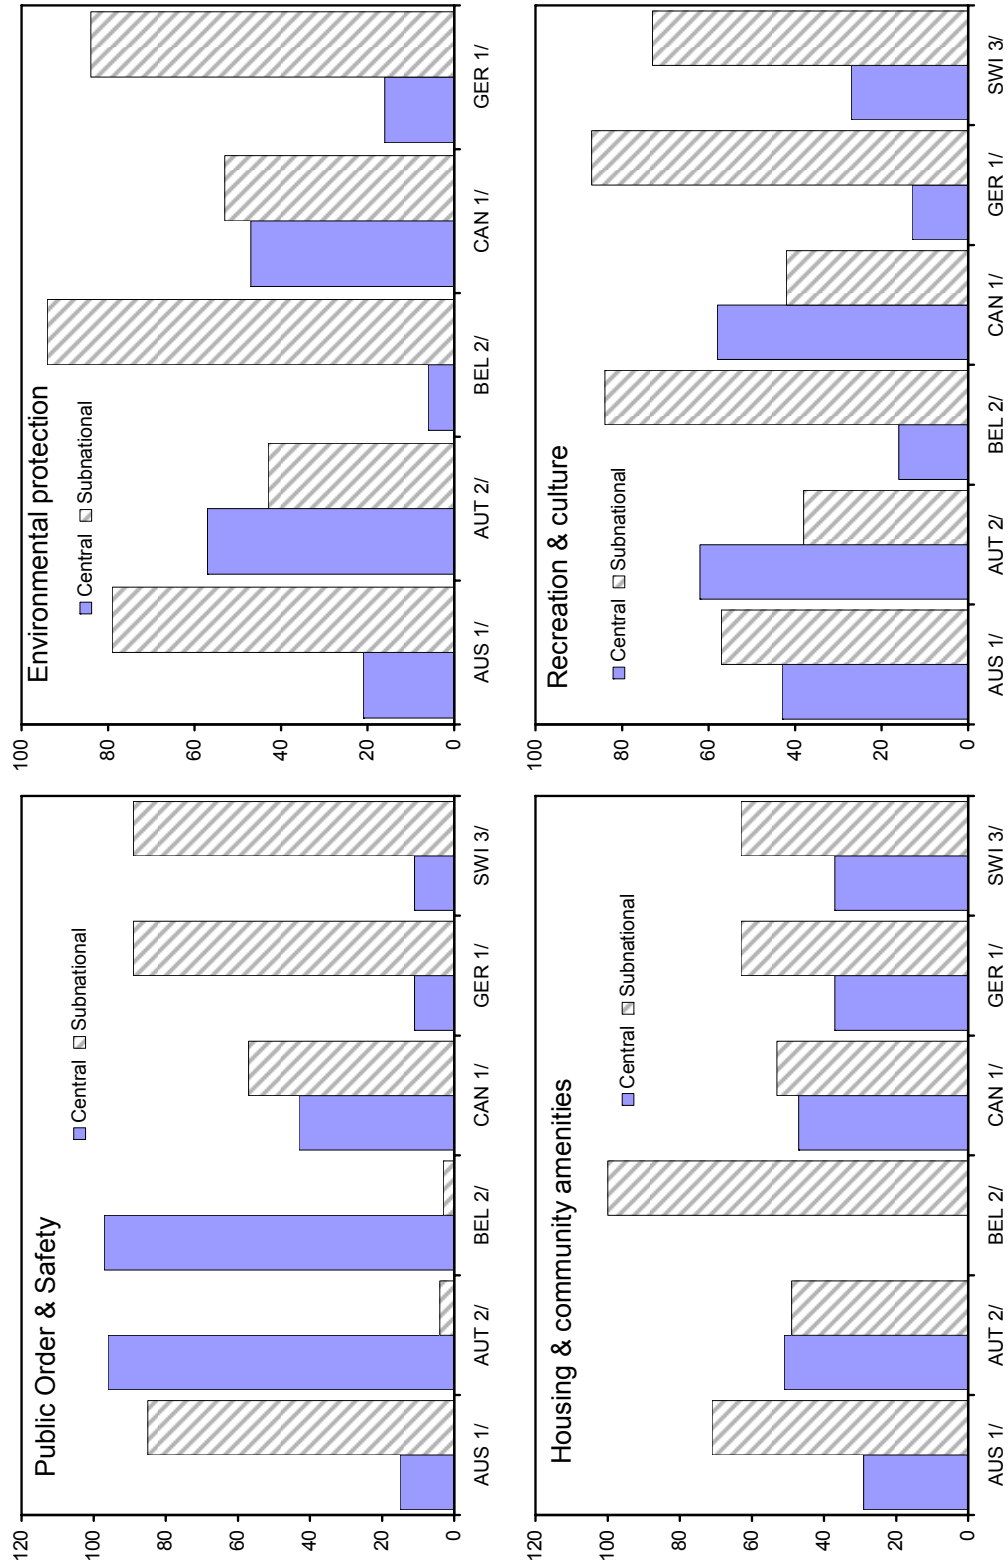 Public Order & Safety
Central Subnational
120
100
80
60
40
20
0
AUS 1/ AUT 2/ BEL 2/ CAN 1/ GER 1/ SWI 3/
Environmental protection
Central Subnational
100
80
60
40
20
0
AUS 1/ AUT 2/ BEL 2/ CAN 1/ GER 1/
Housing & community amenities
Central Subnational
120
100
80
60
40
20
0
AUS 1/ AUT 2/ BEL 2/ CAN 1/ GER 1/ SWI 3/
Recreation & culture
Central Subnational
100
80
60
40
20
0
AUS 1/ AUT 2/ BEL 2/ CAN 1/ GER 1/ SWI 3/